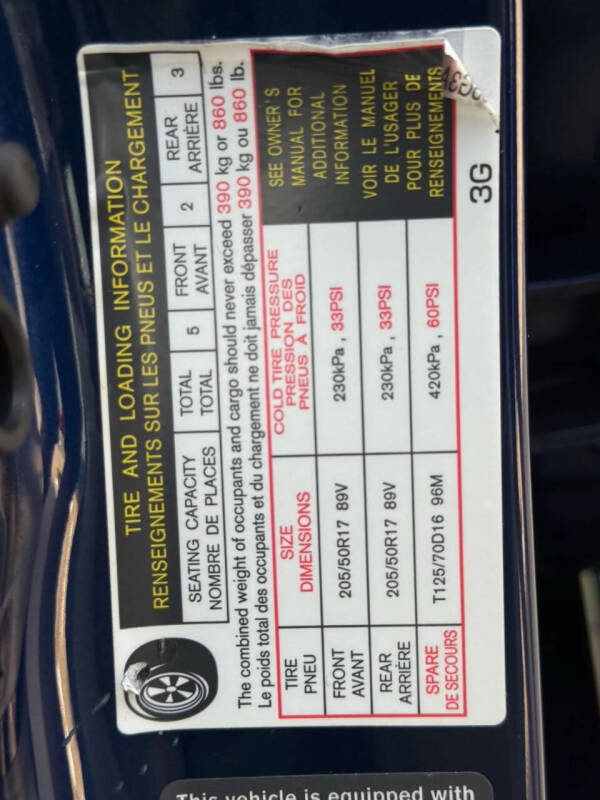 TIRE AND LOADING INFORMATION
RENSEIGNEMENTS SUR LES PNEUS ET LE CHARGEMENT
SEATING CAPACITY TOTAL 5 FRONT 2 REAR 3
NOMBRE DE PLACES TOTAL AVANT ARRIÈRE
The combined weight of occupants and cargo should never exceed 390 kg or 860 lbs.
Le poids total des occupants et du chargement ne doit jamais dépasser 390 kg ou 860 lb.
TIRE
PNEU
SIZE
DIMENSIONS
COLD TIRE PRESSURE
PRESSION DES
PNEUS À FROID
FRONT
AVANT
205/50R17 89V
230kPa, 33PSI
REAR
ARRIÈRE
205/50R17 89V
230kPa, 33PSI
SPARE
DE SECOURS
T125/70D16 96M
420kPa, 60PSI
SEE OWNER'S
MANUAL FOR
ADDITIONAL
INFORMATION
VOIR LE MANUEL
DE L'USAGER
POUR PLUS DE
RENSEIGNEMENTS
3G
This vehicle is equipped with